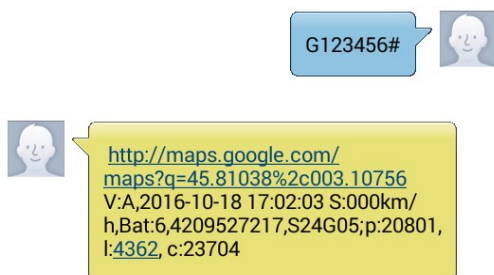 G123456#
http://maps.google.com/
maps?q=45.81038%2c003.10756
V:A,2016-10-18 17:02:03 S:000km/
h,Bat:6,4209527217,S24G05;p:20801,
l:4362, c:23704